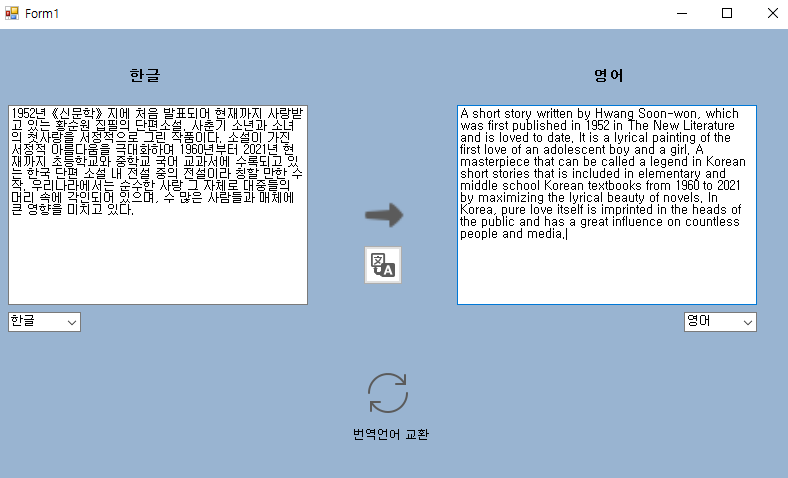 Form1
한글
영어
1952년 《신문학》 지에 처음 발표되어 현재까지 사랑받
고 있는 황순원 집필의 단편소설. 사춘기 소년과 소녀
의 첫사랑을 서정적으로 그린 작품이다. 소설이 가진
서정적 아름다움을 극대화하여 1960년부터 2021년 현
재까지 초등학교와 중학교 국어 교과서에 수록되고 있
는 한국 단편 소설 내 전설 중의 전설이라 칭할 만한 수
작. 우리나라에서는 순수한 사랑 그 자체로 대중들의
머리 속에 각인되어 있으며, 수 많은 사람들과 매체에
큰 영향을 미치고 있다.
A short story written by Hwang Soon-won, which
was first published in 1952 in The New Literature
and is loved to date. It is a lyrical painting of the
first love of an adolescent boy and a girl. A
masterpiece that can be called a legend in Korean
short stories that is included in elementary and
middle school Korean textbooks from 1960 to 2021
by maximizing the lyrical beauty of novels. In
Korea, pure love itself is imprinted in the heads of
the public and has a great influence on countless
people and media.
文A
한글
영어
번역언어 교환